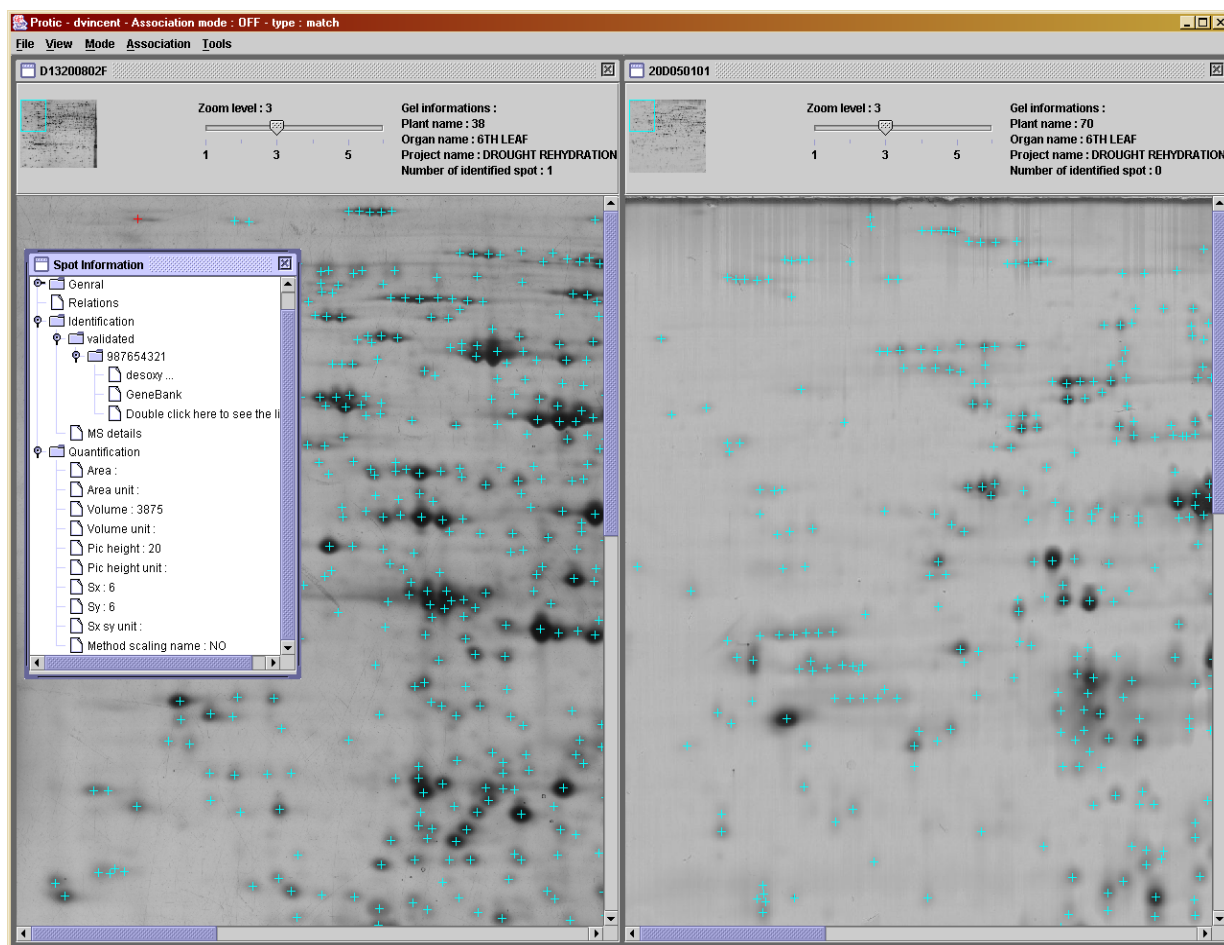 Protic - dvincent - Association mode : OFF - type : match
File View Mode Association Tools
D13200802F
Zoom level : 3
1 3 5
Gel informations :
Plant name : 38
Organ name : 6TH LEAF
Project name : DROUGHT REHYDRATION
Number of identified spot : 1
20D050101
Zoom level : 3
1 3 5
Gel informations :
Plant name : 70
Organ name : 6TH LEAF
Project name : DROUGHT REHYDRATION
Number of identified spot : 0
Spot Information
Genral
Relations
Identification
validated
987654321
desoxy ...
GeneBank
Double click here to see the li
MS details
Quantification
Area :
Area unit :
Volume : 3875
Volume unit :
Pic height : 20
Pic height unit :
Sx : 6
Sy : 6
Sx sy unit :
Method scaling name : NO